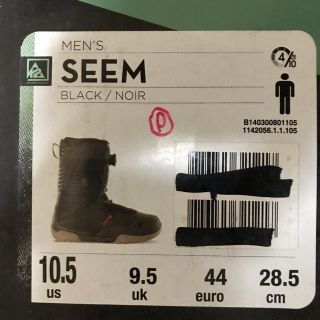 MEN'S
SEEM
BLACK / NOIR
4/10
B140300801105
1142056.1.1.105
P
10.5 9.5 44 28.5
us uk euro cm